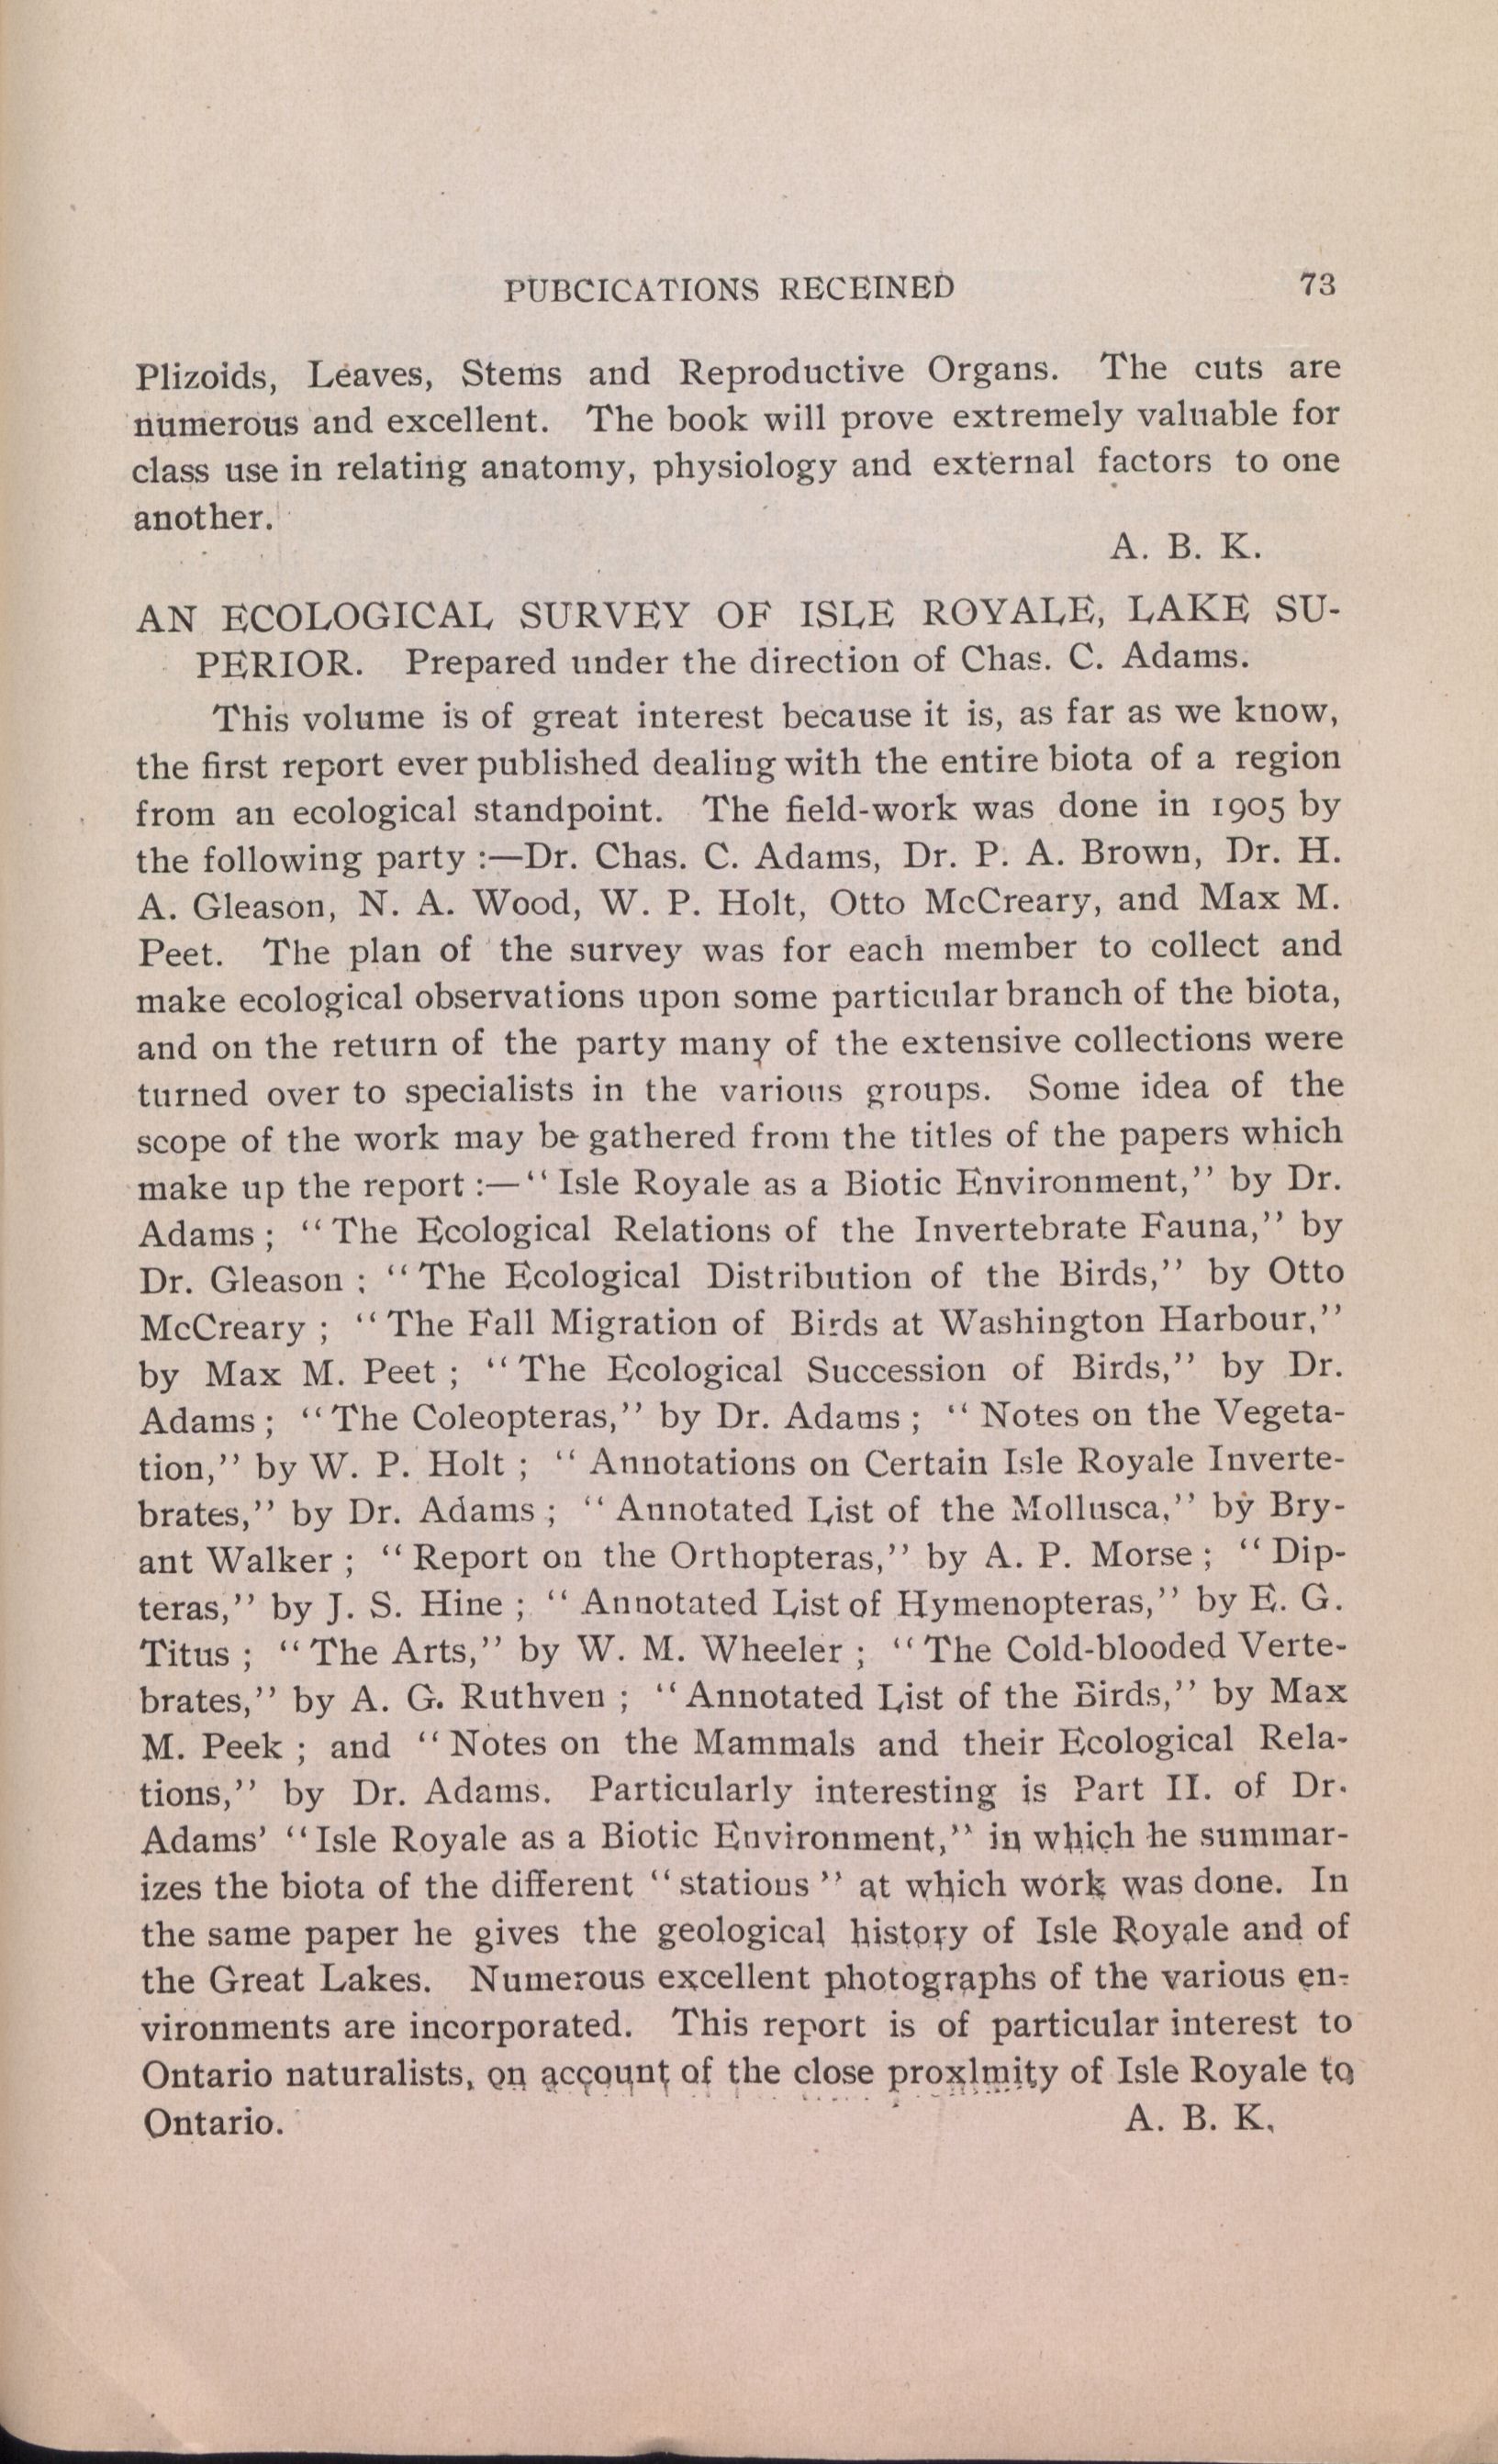 PUBCICATIONS RECEINED 73
Plizoids, Leaves, Stems and Reproductive Organs. The cuts are
numerous and excellent. The book will prove extremely valuable for
class use in relating anatomy, physiology and external factors to one
another.
A. B. K.
AN ECOLOGICAL SURVEY OF ISLE ROYALE, LAKE SU-
PERIOR. Prepared under the direction of Chas. C. Adams.
This volume is of great interest because it is, as far as we know,
the first report ever published dealing with the entire biota of a region
from an ecological standpoint. The field-work was done in 1905 by
the following party :—Dr. Chas. C. Adams, Dr. P. A. Brown, Dr. H.
A. Gleason, N. A. Wood, W. P. Holt, Otto McCreary, and Max M.
Peet. The plan of the survey was for each member to collect and
make ecological observations upon some particular branch of the biota,
and on the return of the party many of the extensive collections were
turned over to specialists in the various groups. Some idea of the
scope of the work may be gathered from the titles of the papers which
make up the report :—‘‘ Isle Royale as a Biotic Environment,’’ by Dr.
Adams ; ‘‘ The Ecological Relations of the Invertebrate Fauna,’’ by
Dr. Gleason ; ‘‘ The Ecological Distribution of the Birds,’’ by Otto
McCreary ; ‘‘ The Fall Migration of Birds at Washington Harbour,’’
by Max M. Peet ; ‘‘ The Ecological Succession of Birds,’’ by Dr.
Adams ; ‘‘ The Coleopteras,’’ by Dr. Adams ; ‘‘ Notes on the Vegeta-
tion,’’ by W. P. Holt ; ‘‘ Annotations on Certain Isle Royale Inverte-
brates,’’ by Dr. Adams ; ‘‘ Annotated List of the Mollusca,’’ by Bry-
ant Walker ; ‘‘ Report on the Orthopteras,’’ by A. P. Morse ; ‘‘ Dip-
teras,’’ by J. S. Hine ; ‘‘ Annotated List of Hymenopteras,’’ by E. G.
Titus ; ‘‘ The Arts,’’ by W. M. Wheeler ; ‘‘ The Cold-blooded Verte-
brates,’’ by A. G. Ruthven ; ‘‘ Annotated List of the Birds,’’ by Max
M. Peek ; and ‘‘ Notes on the Mammals and their Ecological Rela-
tions,’’ by Dr. Adams. Particularly interesting is Part II. of Dr.
Adams’ ‘‘ Isle Royale as a Biotic Environment,’’ in which he summar-
izes the biota of the different ‘‘ stations ’’ at which work was done. In
the same paper he gives the geological history of Isle Royale and of
the Great Lakes. Numerous excellent photographs of the various en-
vironments are incorporated. This report is of particular interest to
Ontario naturalists, on account of the close proxlmity of Isle Royale to
Ontario. A. B. K.